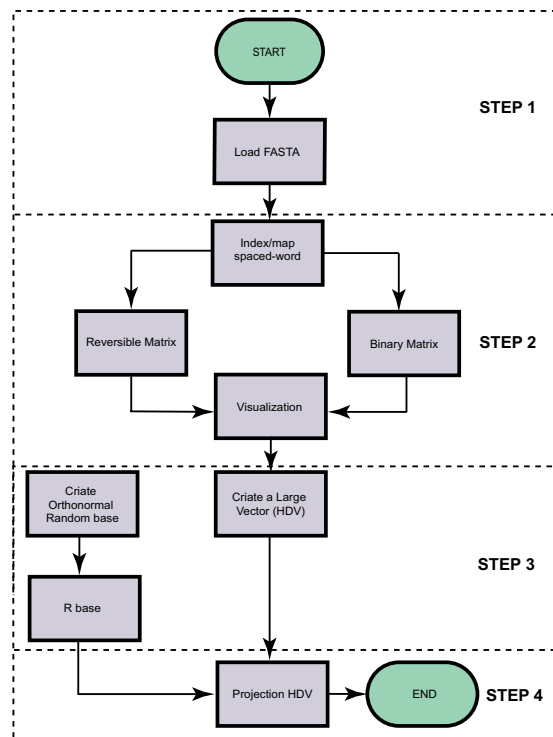 START
STEP 1
Load FASTA
Index/map
spaced-word
Reversible Matrix
Binary Matrix
STEP 2
Visualization
Criate
Orthonormal
Random base
Criate a Large
Vector (HDV)
STEP 3
R base
Projection HDV
END
STEP 4